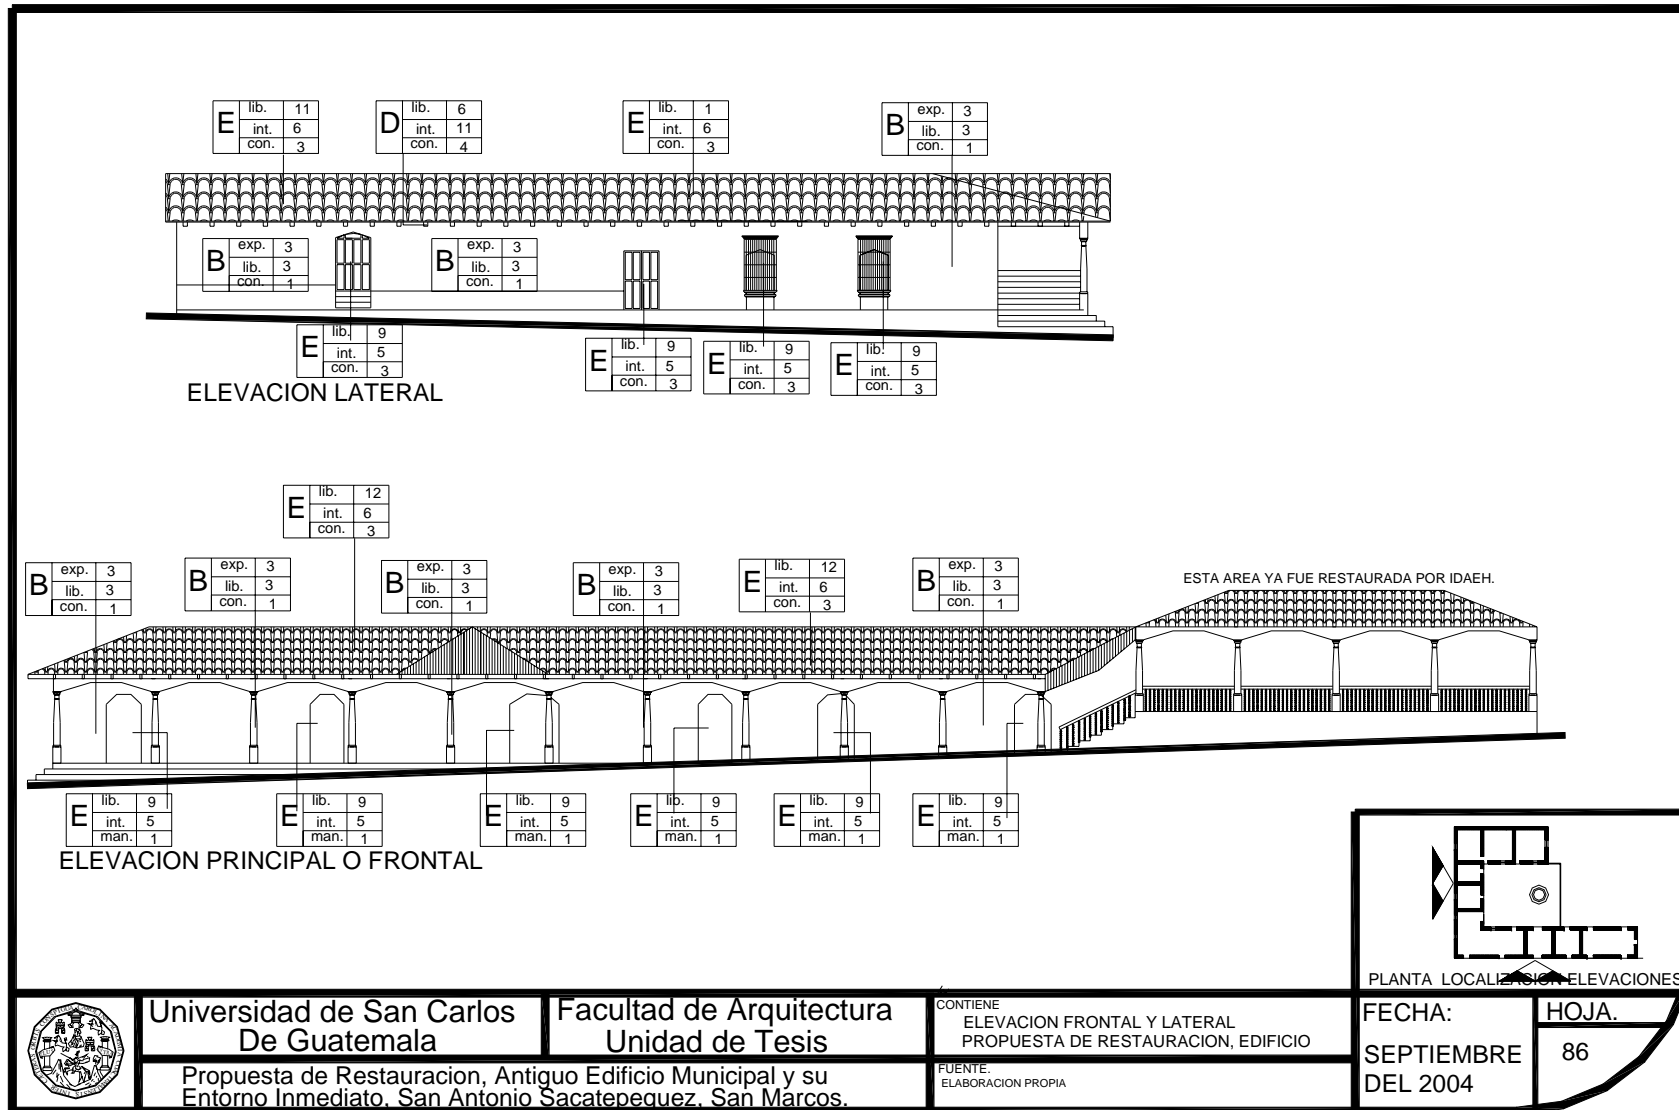 E lib. 11
int. 6
con. 3
D lib. 6
int. 11
con. 4
E lib. 1
int. 6
con. 3
B exp. 3
lib. 3
con. 1
B exp. 3
lib. 3
con. 1
B exp. 3
lib. 3
con. 1
E lib. 9
int. 5
con. 3
E lib. 9
int. 5
con. 3
E lib. 9
int. 5
con. 3
E lib. 9
int. 5
con. 3
ELEVACION LATERAL
E lib. 12
int. 6
con. 3
B exp. 3
lib. 3
con. 1
B exp. 3
lib. 3
con. 1
B exp. 3
lib. 3
con. 1
B exp. 3
lib. 3
con. 1
E lib. 12
int. 6
con. 3
B exp. 3
lib. 3
con. 1
ESTA AREA YA FUE RESTAURADA POR IDAEH.
E lib. 9
int. 5
man. 1
E lib. 9
int. 5
man. 1
E lib. 9
int. 5
man. 1
E lib. 9
int. 5
man. 1
E lib. 9
int. 5
man. 1
E lib. 9
int. 5
man. 1
ELEVACION PRINCIPAL O FRONTAL
PLANTA LOCALIZASION ELEVACIONES
Universidad de San Carlos
De Guatemala
Facultad de Arquitectura
Unidad de Tesis
CONTIENE
ELEVACION FRONTAL Y LATERAL
PROPUESTA DE RESTAURACION, EDIFICIO
FECHA:
SEPTIEMBRE
DEL 2004
HOJA.
86
Propuesta de Restauracion, Antiguo Edificio Municipal y su
Entorno Inmediato, San Antonio Sacatepequez, San Marcos.
FUENTE.
ELABORACION PROPIA